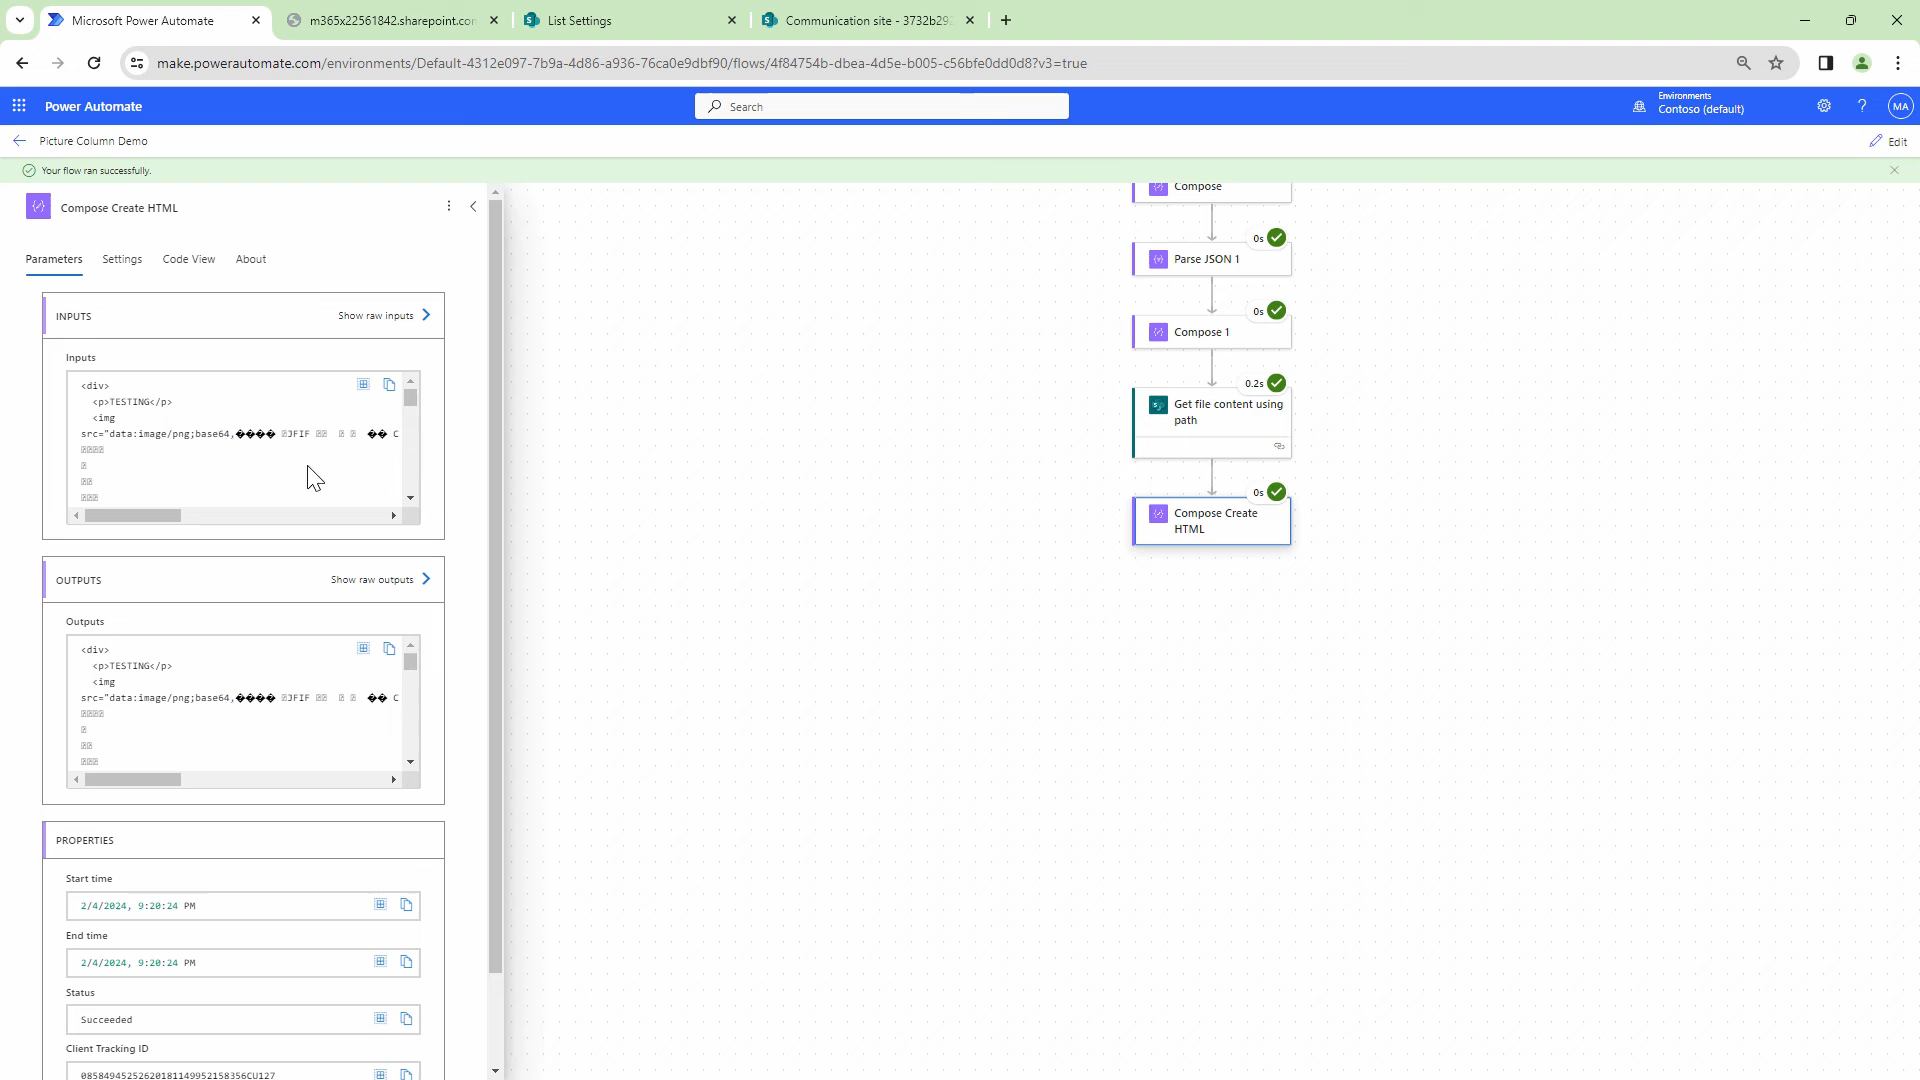 Microsoft Power Automate
m365x22561842.sharepoint.con
List Settings
Communication site - 3732b292
make.powerautomate.com/environments/Default-4312e097-7b9a-4d86-a936-76ca0e9dbf90/flows/4f84754b-dbea-4d5e-b005-c56bfe0dd0d8?v3=true
Power Automate
Search
Environments
Contoso (default)
?
MA
Picture Column Demo
Edit
Your flow ran successfully.
Compose Create HTML
Parameters
Settings
Code View
About
INPUTS
Show raw inputs
Inputs
<div>
<p>TESTING</p>
<img
src="data:image/png;base64,���� JFIF �� C
OUTPUTS
Show raw outputs
Outputs
<div>
<p>TESTING</p>
<img
src="data:image/png;base64,���� JFIF �� C
PROPERTIES
Start time
2/4/2024, 9:20:24 PM
End time
2/4/2024, 9:20:24 PM
Status
Succeeded
Client Tracking ID
08584945252620181149952158356CU127
Compose
0s
Parse JSON 1
0s
Compose 1
0.2s
Get file content using
path
0s
Compose Create
HTML